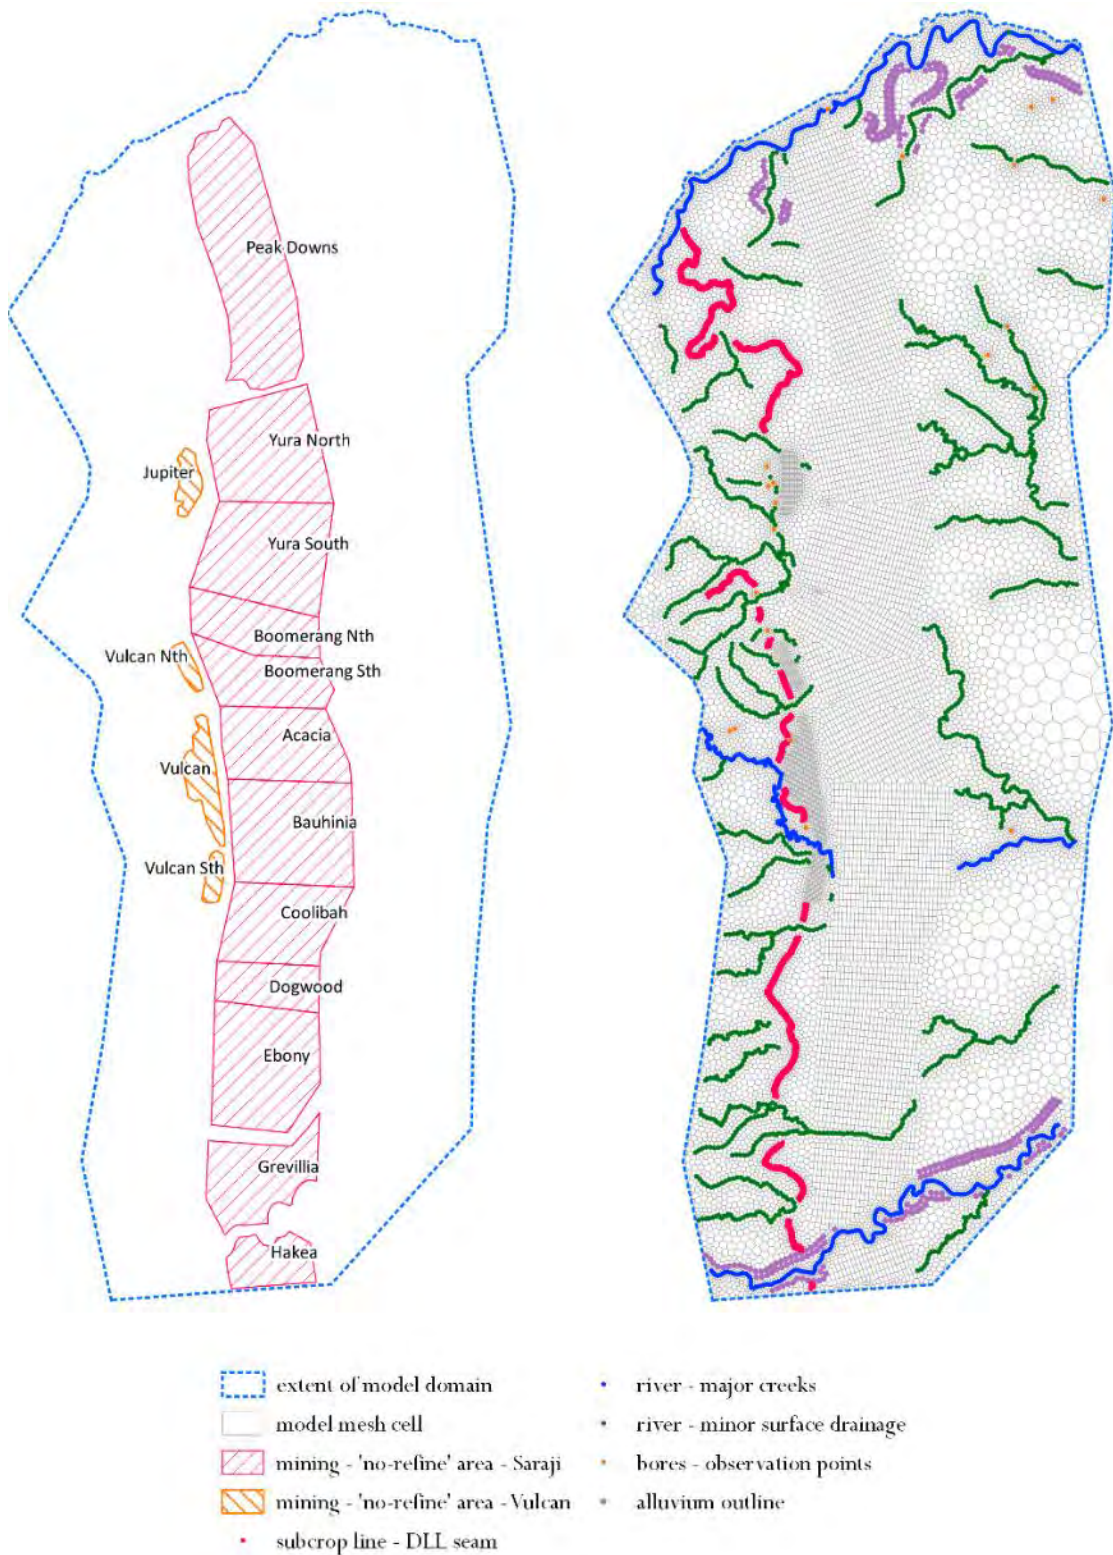 Peak Downs
Yura North
Jupiter
Yura South
Boomerang Nth
Vulcan Nth
Boomerang Sth
Acacia
Vulcan
Bauhinia
Vulcan Sth
Coolibah
Dogwood
Ebony
Grevillia
Hakea
extent of model domain
model mesh cell
mining - 'no-refine' area - Saraji
mining - 'no-refine' area - Vulcan
subcrop line - DLL seam
river - major creeks
river - minor surface drainage
bores - observation points
alluvium outline